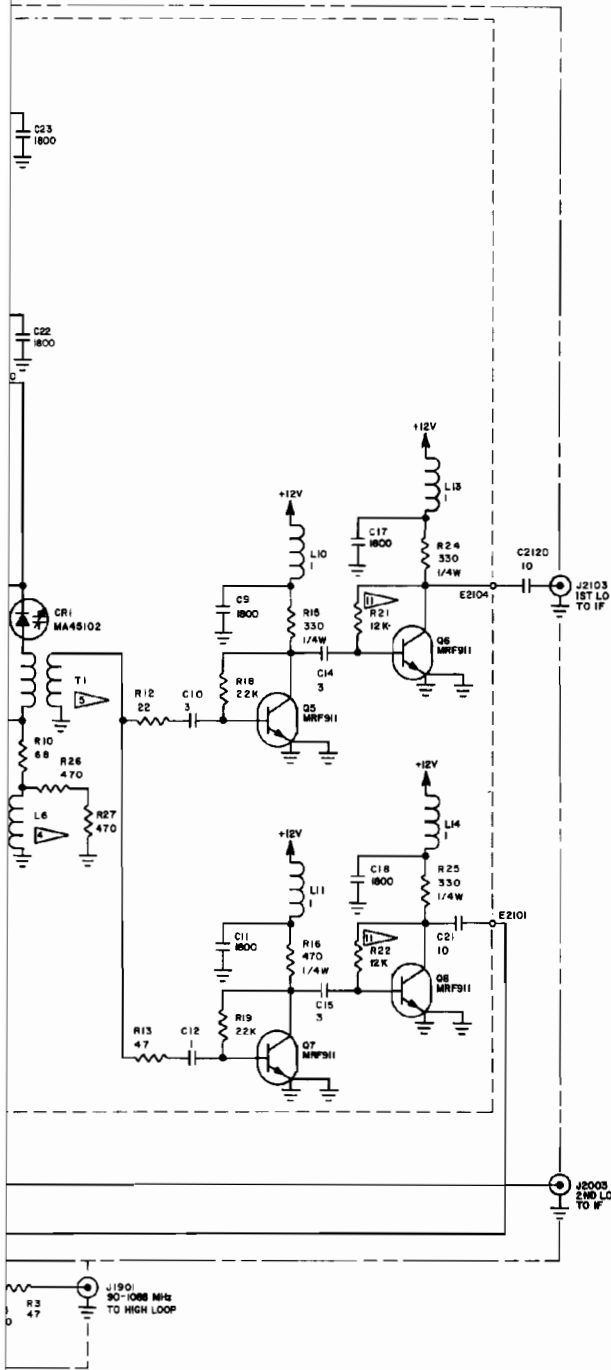 C23
1800
C22
1800
+12V
L13
1
+12V
L10
1
C17
1800
R24
330
1/4W
C2120
10
J2103
1ST LO
TO IF
E2104
C9
1800
R15
330
1/4W
11
R21
12K
Q6
MRF911
CR1
MA45102
C14
3
T1
5
R12
22
C10
3
R18
22K
Q5
MRF911
R10
68
R26
470
R27
470
L6
4
+12V
L14
1
+12V
L11
1
C18
1800
R25
330
1/4W
E2101
C11
1800
R16
470
1/4W
11
R22
12K
C21
10
Q8
MRF911
C15
3
R13
47
C12
1
R19
22K
Q7
MRF911
J2003
2ND LO
TO IF
J1901
90-1088 MHz
TO HIGH LOOP
R3
47